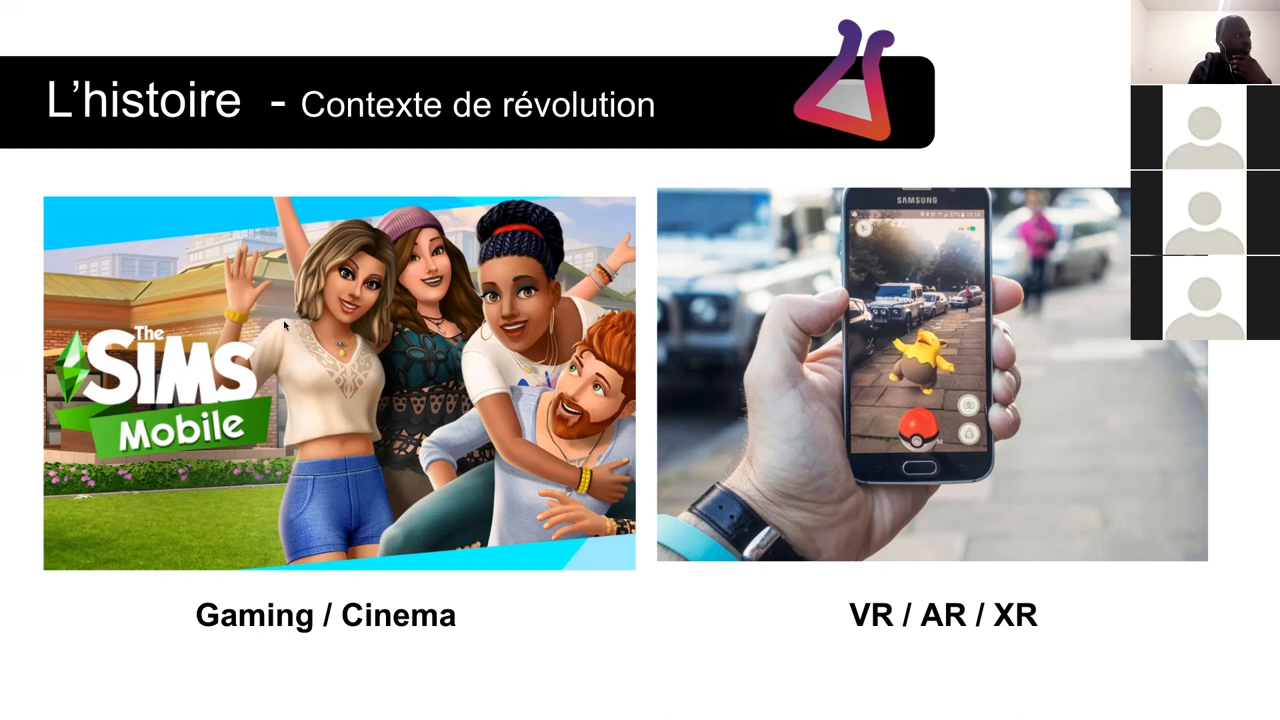 L’histoire - Contexte de révolution
The
SiMS
Mobile
SAMSUNG
Gaming / Cinema
VR / AR / XR